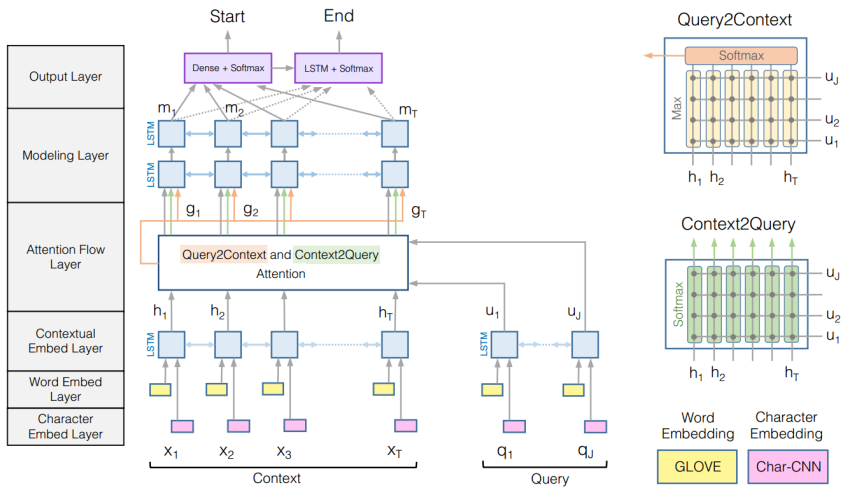 Start
End
Query2Context
Output Layer
Dense + Softmax
LSTM + Softmax
Softmax
m1
m2
mT
Max
uJ
u2
u1
Modeling Layer
LSTM
LSTM
h1
h2
hT
g1
g2
gT
Attention Flow
Layer
Query2Context and
Context2Query
Attention
Context2Query
h1
h2
hT
u1
uJ
Softmax
uJ
u2
u1
Contextual
Embed Layer
LSTM
LSTM
h1
h2
hT
Word Embed
Layer
Character
Embed Layer
Word
Embedding
Character
Embedding
x1
x2
x3
xT
q1
qJ
GLOVE
Char-CNN
Context
Query